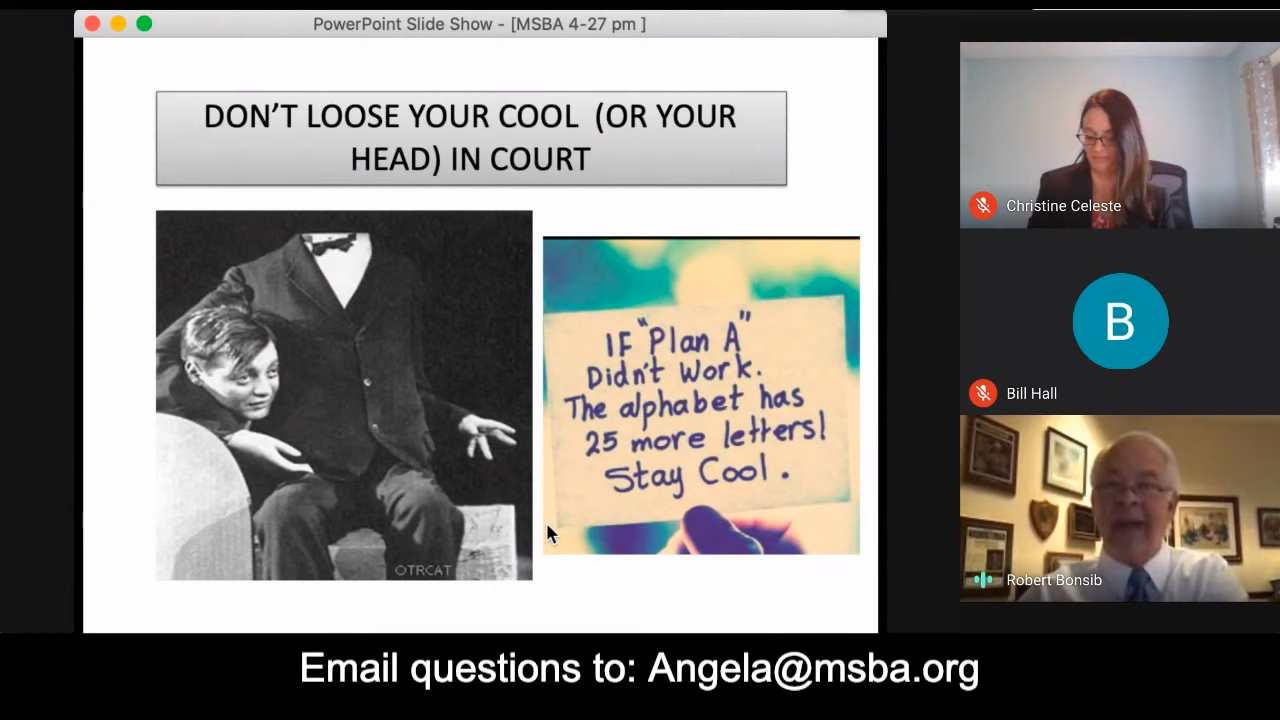 PowerPoint Slide Show - [MSBA 4-27 pm ]
DON'T LOOSE YOUR COOL (OR YOUR
HEAD) IN COURT
IF "Plan A"
Didn't Work.
The alphabet has
25 more letters!
Stay Cool.
OTRCAT
Christine Celeste
B
Bill Hall
Robert Bonsib
Email questions to: Angela@msba.org